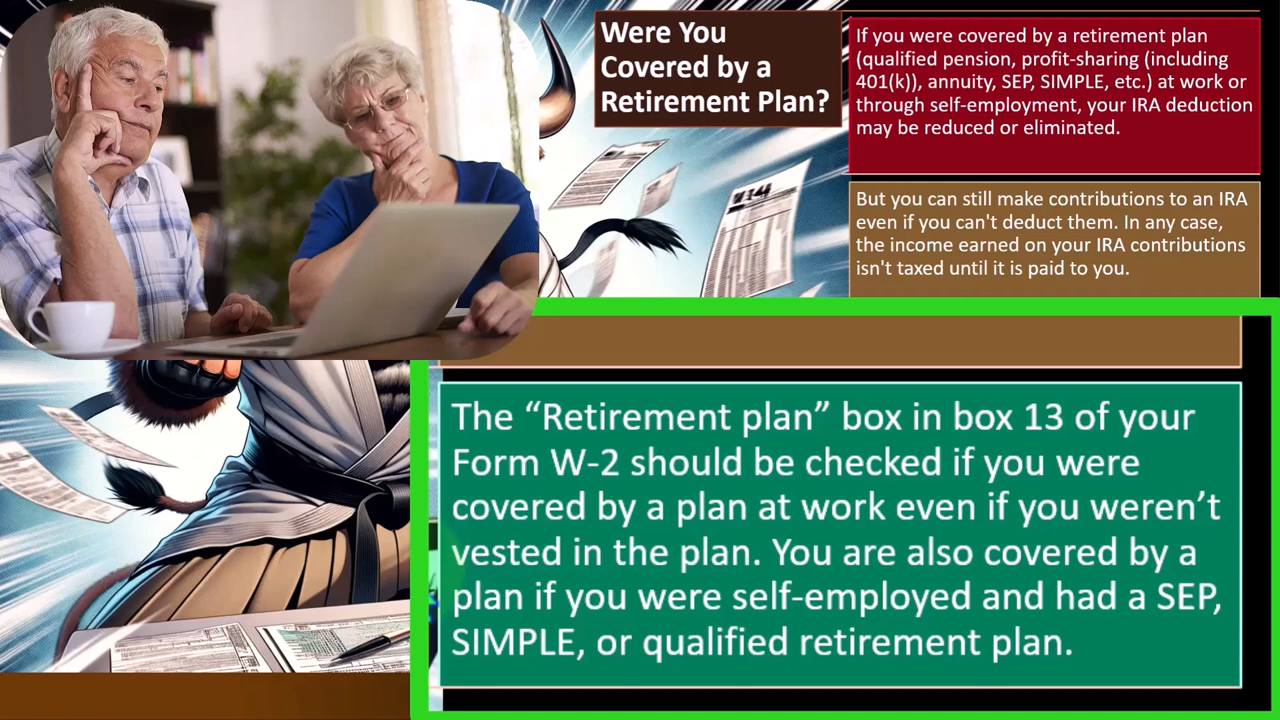 Were You
Covered by a
Retirement Plan?
If you were covered by a retirement plan
(qualified pension, profit-sharing (including
401(k)), annuity, SEP, SIMPLE, etc.) at work or
through self-employment, your IRA deduction
may be reduced or eliminated.
But you can still make contributions to an IRA
even if you can't deduct them. In any case,
the income earned on your IRA contributions
isn't taxed until it is paid to you.
The “Retirement plan” box in box 13 of your
Form W-2 should be checked if you were
covered by a plan at work even if you weren’t
vested in the plan. You are also covered by a
plan if you were self-employed and had a SEP,
SIMPLE, or qualified retirement plan.